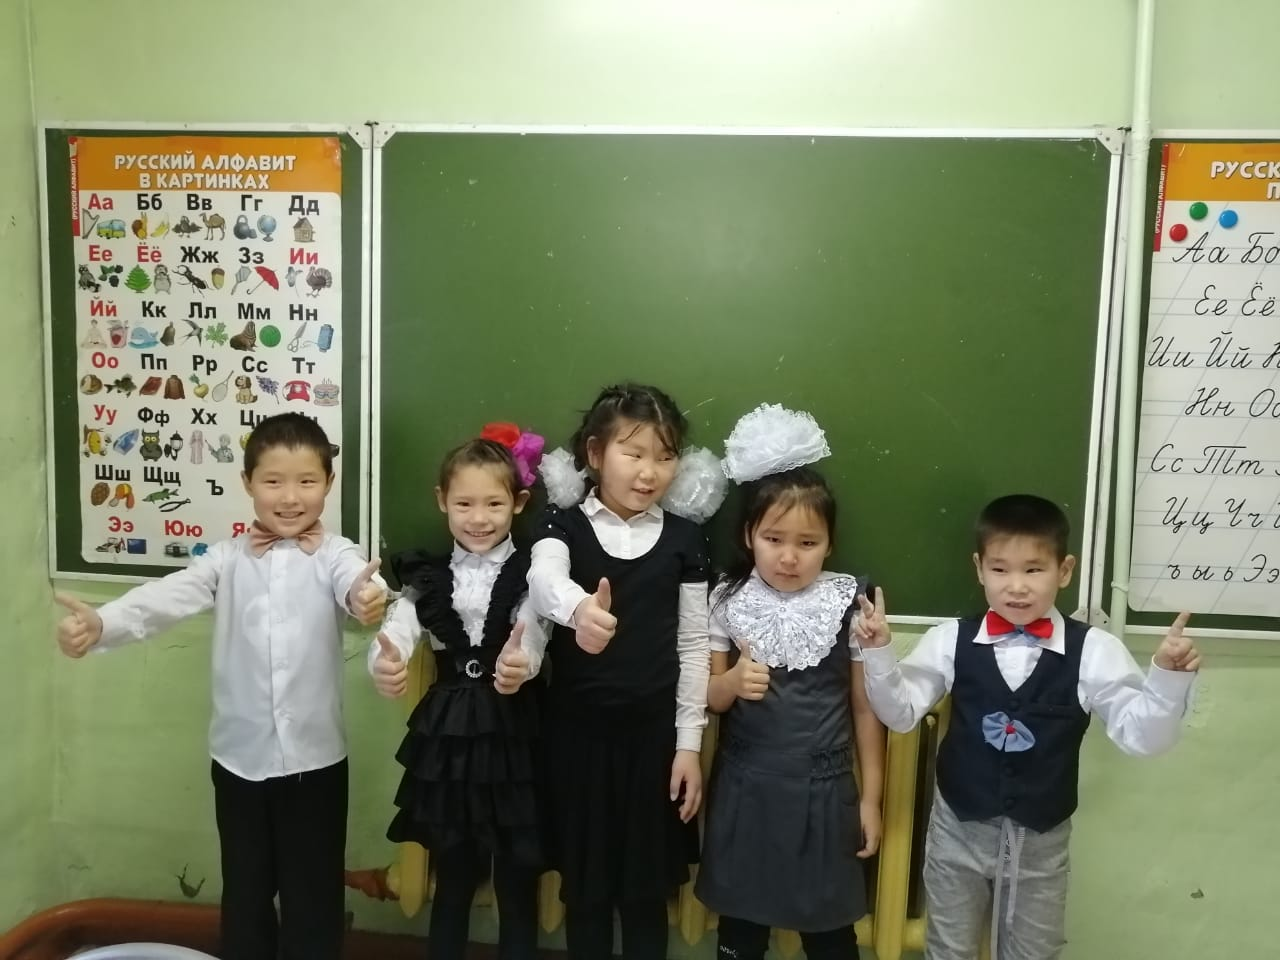 РУССКИЙ АЛФАВИТ
В КАРТИНКАХ
Аа Бб Вв Гг Дд
Ее Ёё Жж Зз Ии
Йй Кк Лл Мм Нн
Оо Пп Рр Сс Тт
Уу Фф Хх
Шш Щщ Ъ
Ээ Юю
Аа
Ее Ёё
Ии Йй
Нн
Сс Тт
Цц Чч
ъ ы ь Ээ